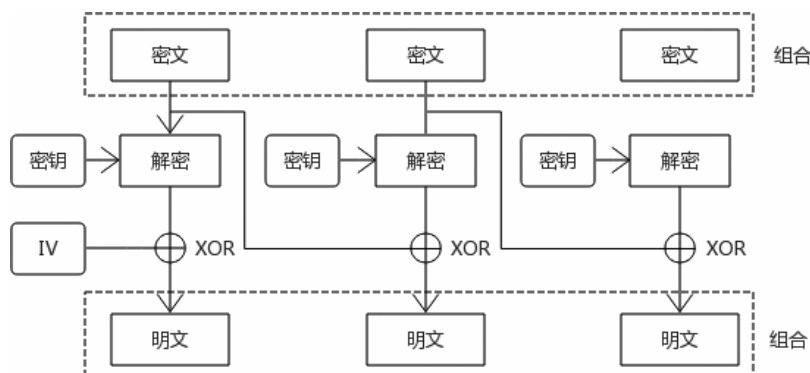 密文 密文 密文 组合
密钥 解密 密钥 解密 密钥 解密
IV XOR XOR XOR
明文 明文 明文 组合